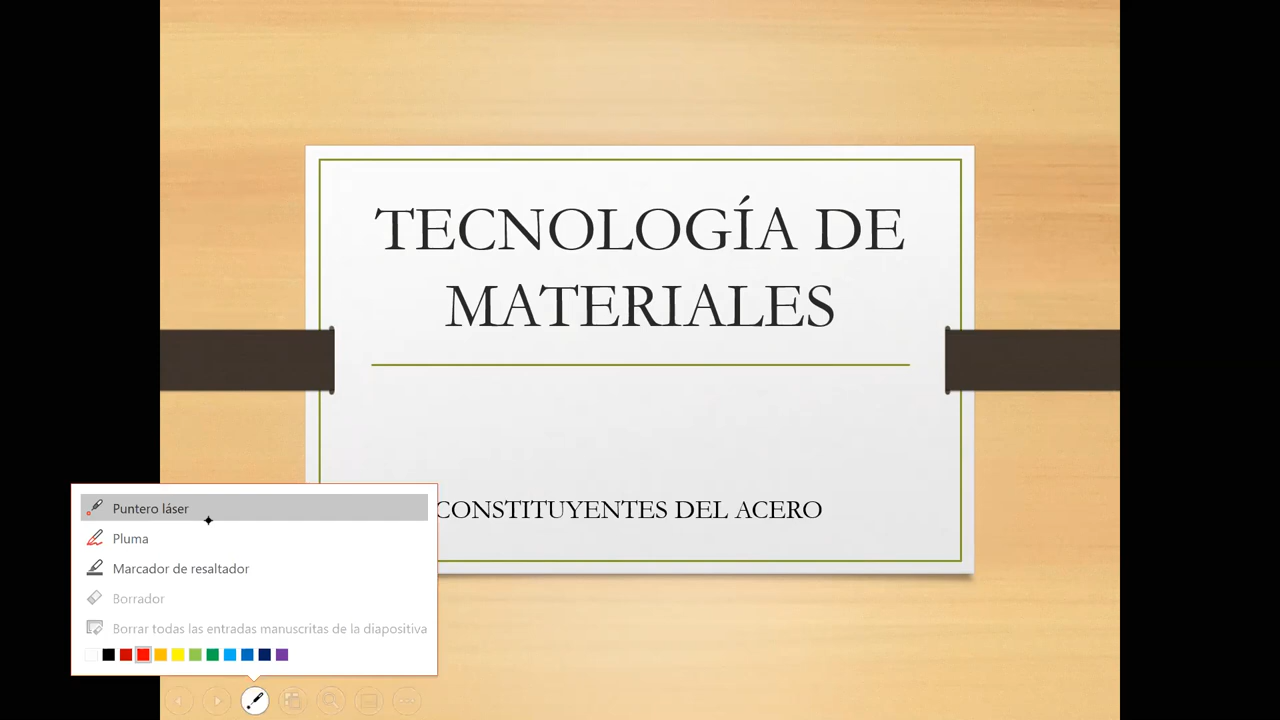 TECNOLOGÍA DE
MATERIALES
CONSTITUYENTES DEL ACERO
Puntero láser
Pluma
Marcador de resaltador
Borrador
Borrar todas las entradas manuscritas de la diapositiva